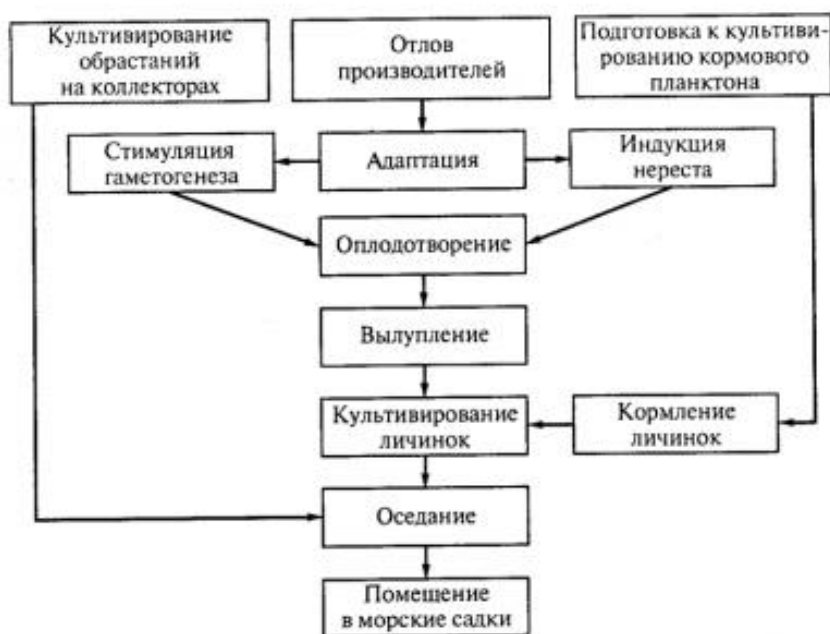 Культивирование
обрастаний
на коллекторах
Отлов
производителей
Подготовка к культиви-
рованию кормового
планктона
Стимуляция
гаметогенеза
Адаптация
Индукция
нереста
Оплодотворение
Вылупление
Культивирование
личинок
Кормление
личинок
Оседание
Помещение
в морские садки